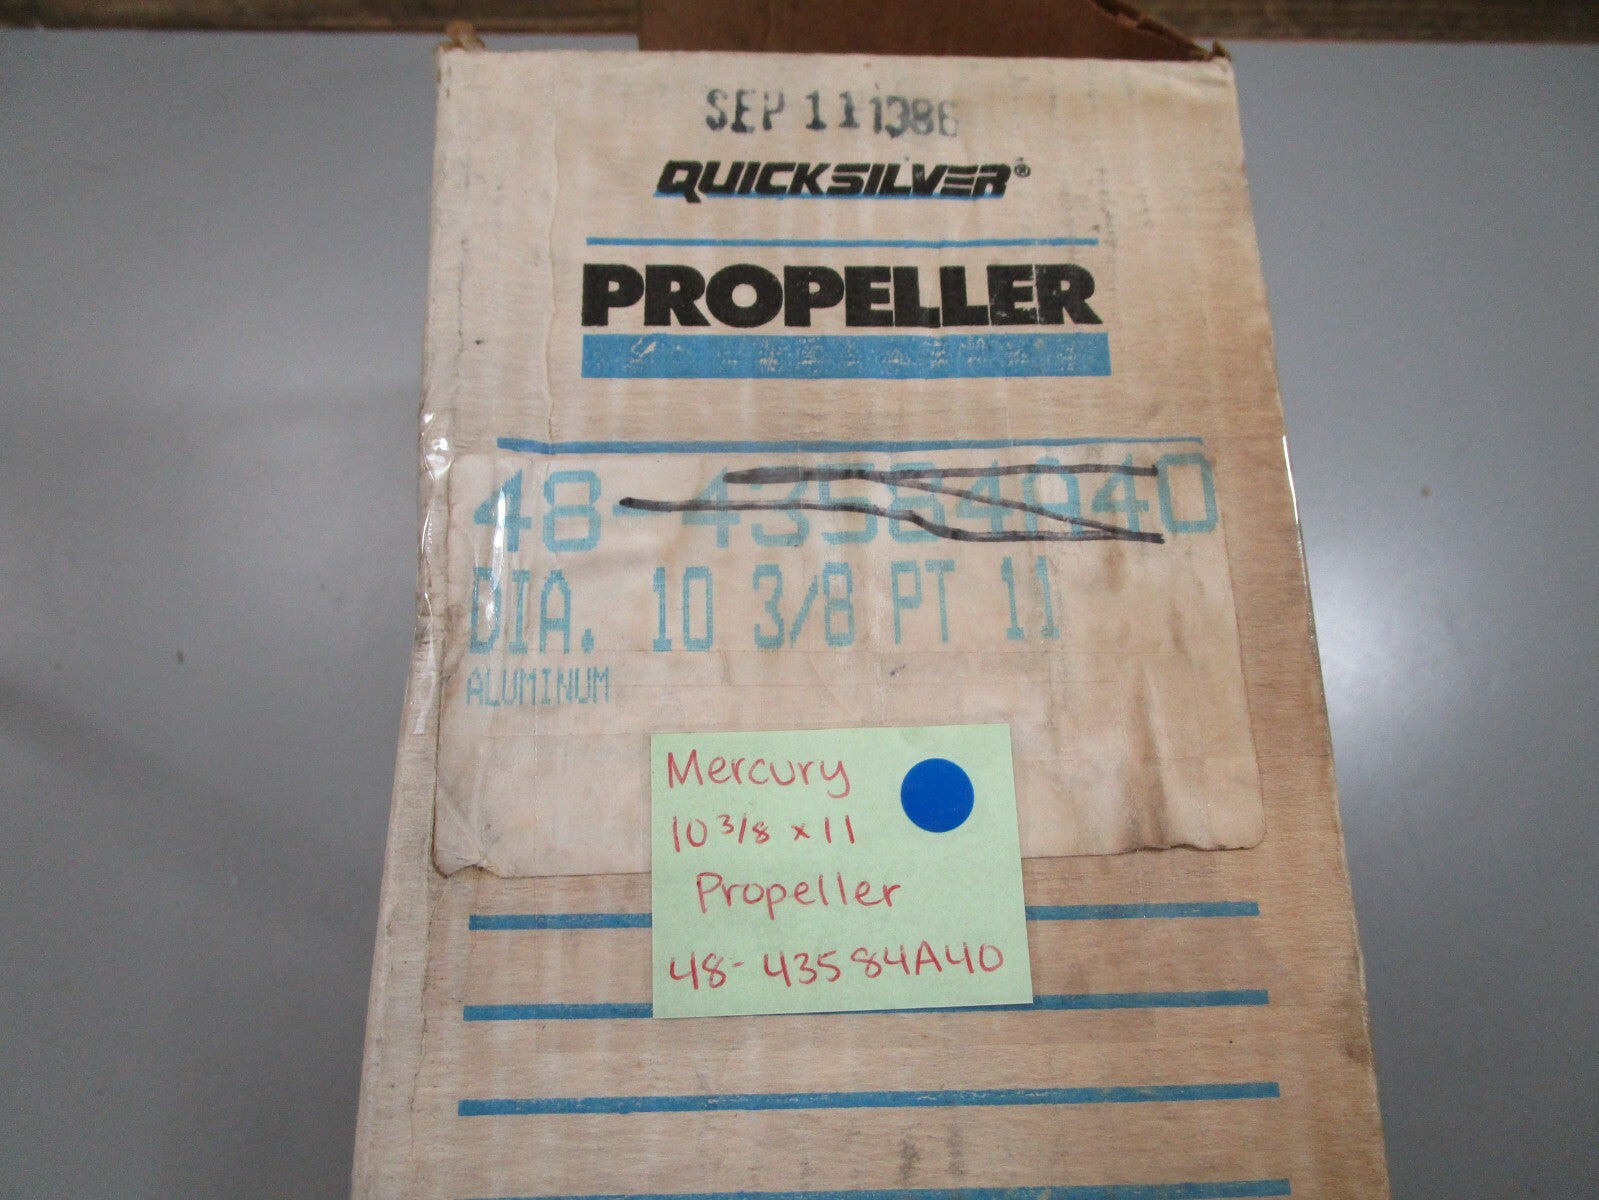 SEP 11 1986
QUICKSILVER®
PROPELLER
48-43584A40
DIA. 10 3/8 PT 11
ALUMINUM
Mercury
10 3/8 x 11
Propeller
48-43584A40